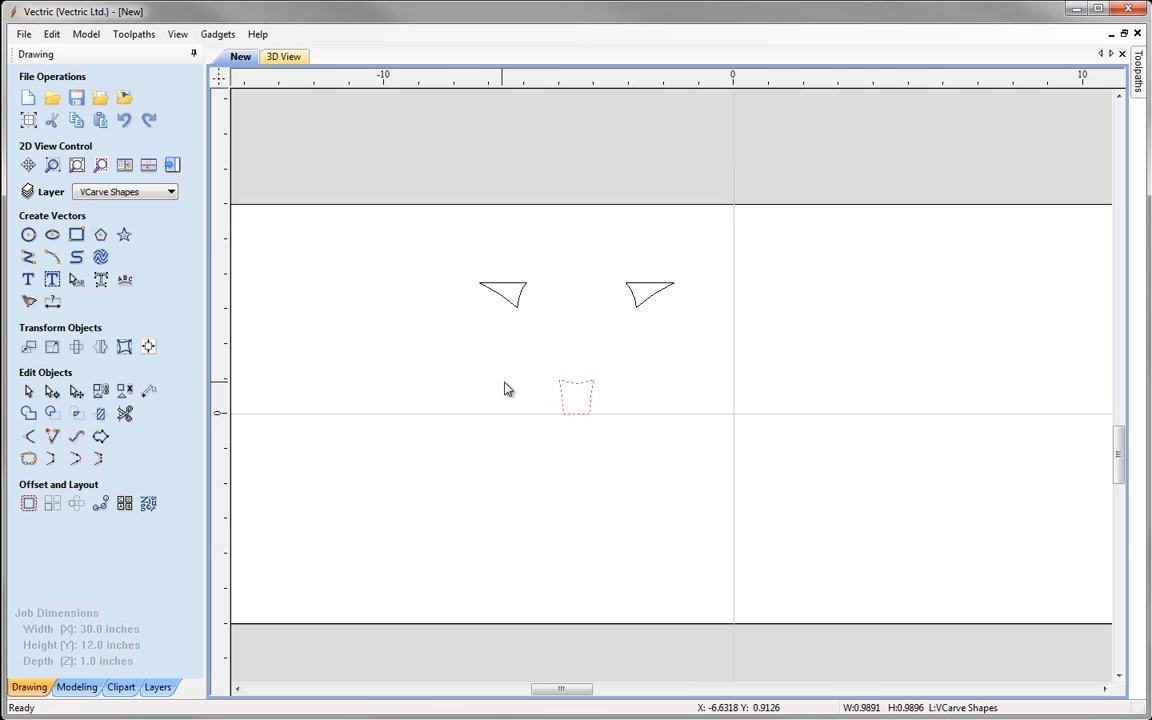 Vectric {Vectric Ltd.} - [New]
File Edit Model Toolpaths View Gadgets Help
Drawing
New 3D View
Toolpaths
-10 0 10
File Operations
2D View Control
Layer VCarve Shapes
Create Vectors
Transform Objects
0
Edit Objects
Offset and Layout
Job Dimensions
Width (X): 30.0 inches
Height (Y): 12.0 inches
Depth (Z): 1.0 inches
Drawing Modeling Clipart Layers
Ready X: -6.6318 Y: 0.9126 W:0.9891 H:0.9896 L:VCarve Shapes